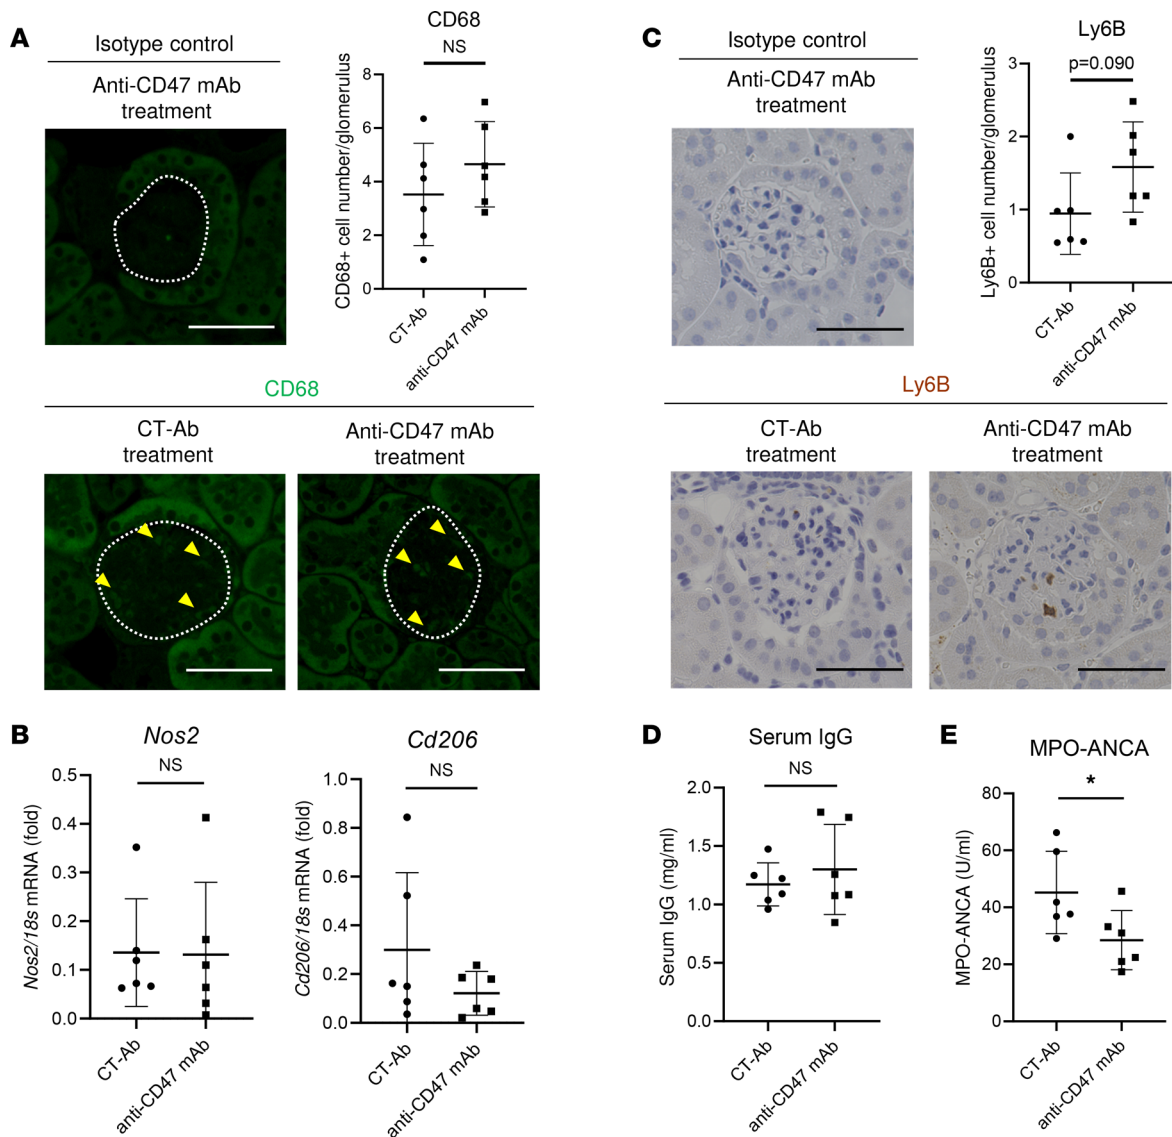 A
Isotype control
Anti-CD47 mAb
treatment
CD68
NS
CD68+ cell number/glomerulus
8
6
4
2
0
CT-Ab
anti-CD47 mAb
CD68
CT-Ab
treatment
Anti-CD47 mAb
treatment
C
Isotype control
Anti-CD47 mAb
treatment
Ly6B
p=0.090
Ly6B+ cell number/glomerulus
3
2
1
0
CT-Ab
anti-CD47 mAb
Ly6B
CT-Ab
treatment
Anti-CD47 mAb
treatment
B
Nos2
NS
Nos2/18s mRNA (fold)
0.5
0.4
0.3
0.2
0.1
0.0
CT-Ab
anti-CD47 mAb
Cd206
NS
Cd206/18s mRNA (fold)
1.0
0.8
0.6
0.4
0.2
0.0
CT-Ab
anti-CD47 mAb
D
Serum IgG
NS
Serum IgG (mg/ml)
2.0
1.5
1.0
0.5
0.0
CT-Ab
anti-CD47 mAb
E
MPO-ANCA
*
MPO-ANCA (U/ml)
80
60
40
20
0
CT-Ab
anti-CD47 mAb